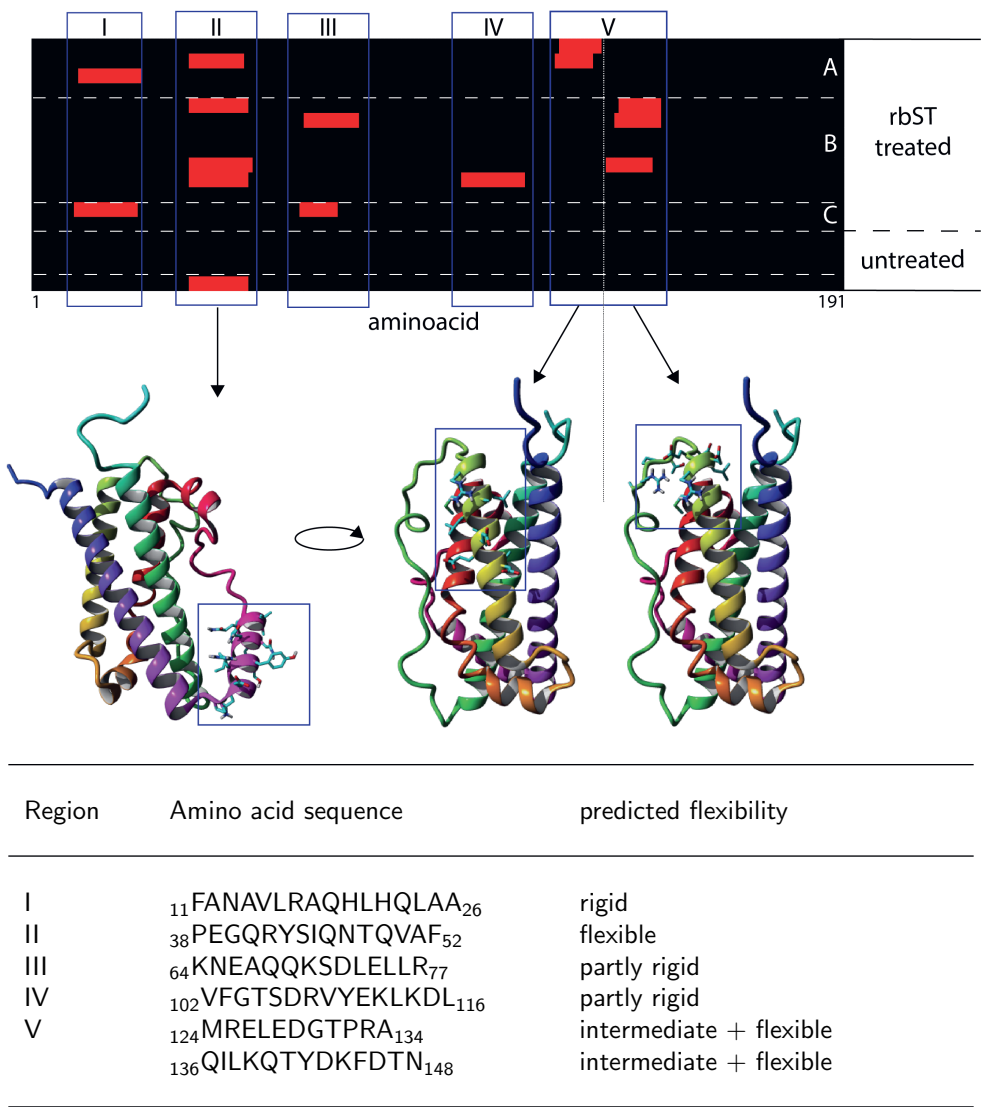 I II III IV V
A
rbST
treated
B
C
untreated
1 191
aminoacid
Region Amino acid sequence predicted flexibility
I 11FANAVLRAQHLHQLAA26 rigid
II 38PEGQRYSIQNTQVAF52 flexible
III 64KNEAQQKSDLELLR77 partly rigid
IV 102VFGTSDRVYEKLKDL116 partly rigid
V 124MRELEDGTPRA134 intermediate + flexible
136QILKQTYDKFDTN148 intermediate + flexible